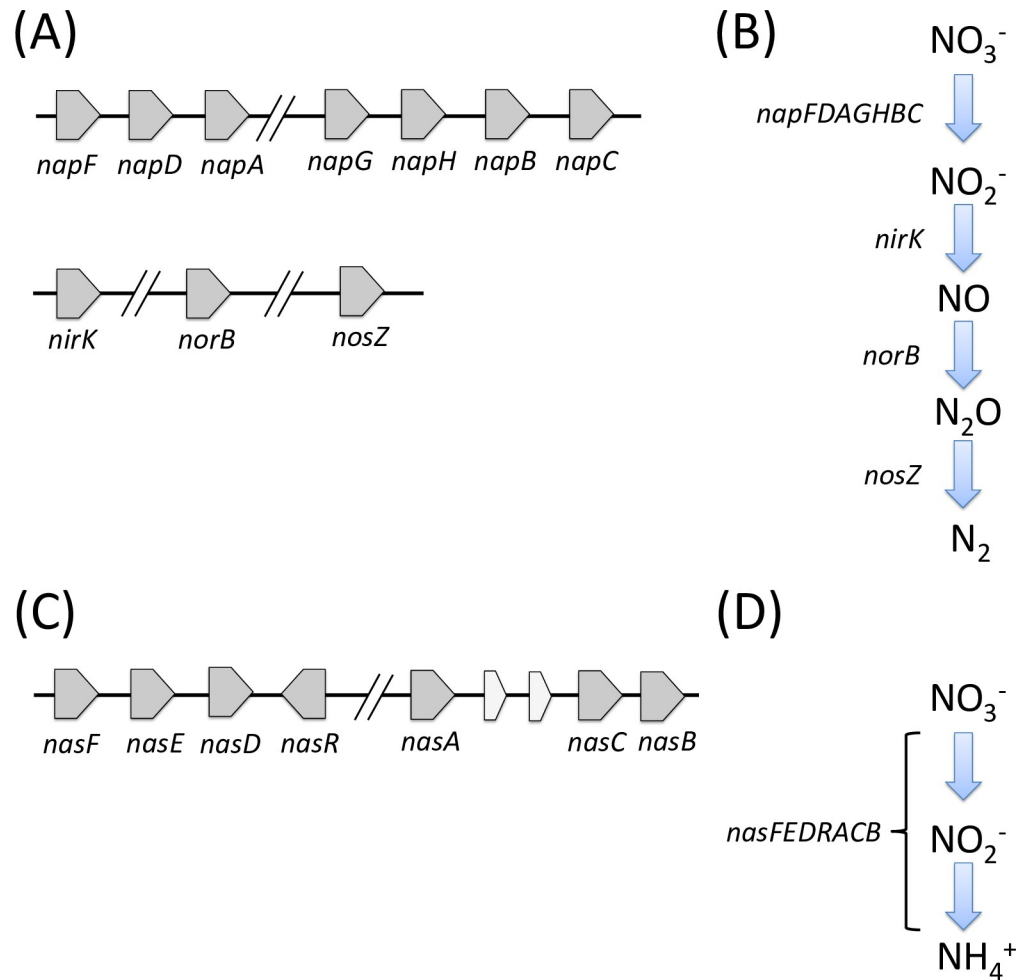 (A)
napF napD napA napG napH napB napC
nirK norB nosZ
(B)
NO₃⁻
napFDAGHBC
NO₂⁻
nirK
NO
norB
N₂O
nosZ
N₂
(C)
nasF nasE nasD nasR nasA nasC nasB
(D)
NO₃⁻
nasFEDRACB
NO₂⁻
NH₄⁺